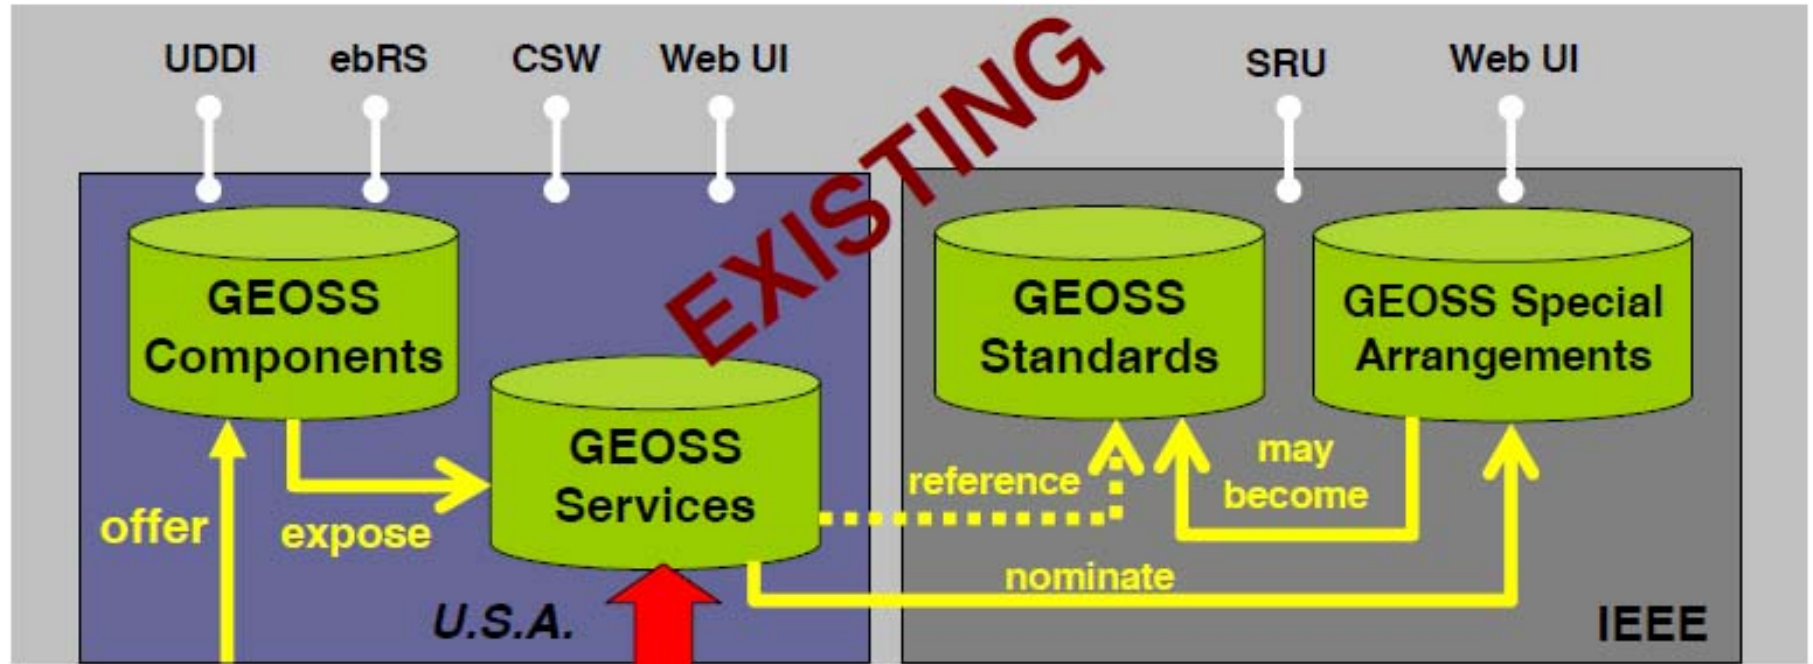 UDDI ebRS CSW Web UI SRU Web UI
EXISTING
GEOSS
Components
GEOSS
Services
GEOSS
Standards
GEOSS Special
Arrangements
offer
expose
reference
may
become
nominate
U.S.A.
IEEE